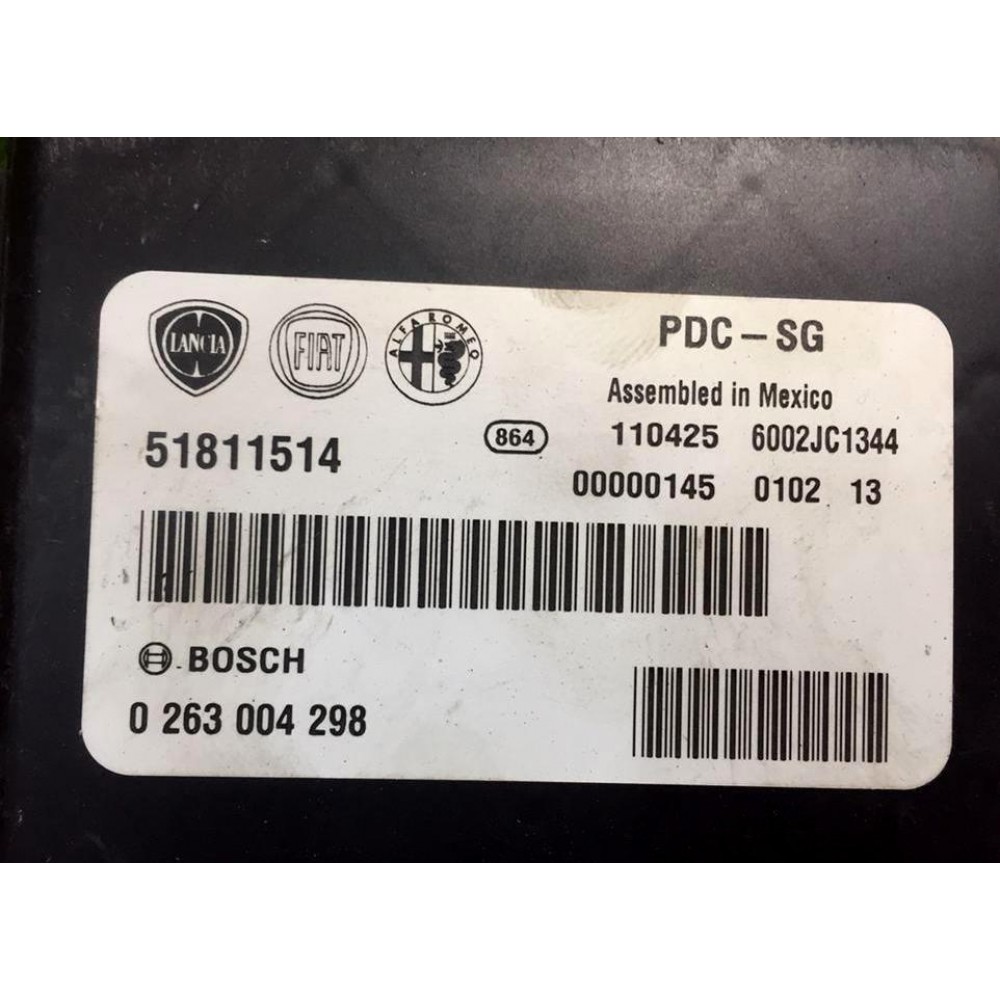 LANCIA FIAT ALFA ROMEO
PDC – SG
Assembled in Mexico
51811514
864
110425 6002JC1344
00000145 0102 13
BOSCH
0 263 004 298